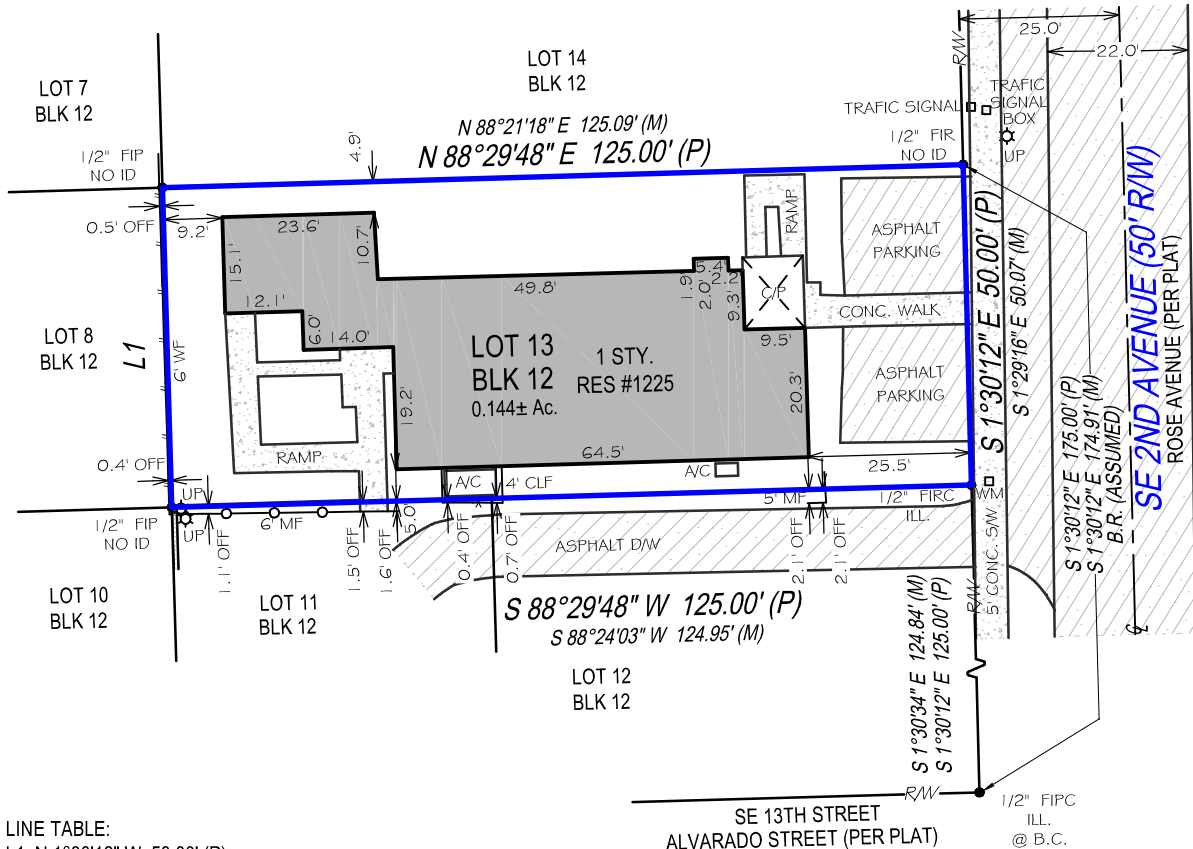 25.0'
R/W
22.0'
LOT 14
BLK 12
LOT 7
BLK 12
TRAFIC SIGNAL
TRAFIC
SIGNAL
BOX
N 88°21'18" E 125.09' (M)
N 88°29'48" E 125.00' (P)
4.9'
1/2" FIR
NO ID
UP
1/2" FIP
NO ID
0.5' OFF
9.2'
23.6'
10.7'
15.1'
12.1'
6.0'
14.0'
49.8'
1.9'
5.4'
2.2'
2.0'
9.3'
C/P
RAMP
ASPHALT
PARKING
CONC. WALK
9.5'
LOT 8
BLK 12
L1
6' WF
LOT 13
BLK 12
0.144± Ac.
1 STY.
RES #1225
ASPHALT
PARKING
19.2'
20.3'
64.5'
RAMP
A/C
4' CLF
A/C
25.5'
0.4' OFF
UP
UP
1/2" FIP
NO ID
6' MF
1.1' OFF
1.5' OFF
1.6' OFF
5.0'
0.4' OFF
0.7' OFF
5' MF
2.1' OFF
2.1' OFF
1/2" FIRC
ILL.
WM
ASPHALT D/W
S 1°30'12" E 50.00' (P)
S 1°29'16" E 50.07' (M)
S 1°30'12" E 175.00' (P)
S 1°30'12" E 174.91' (M)
B.R. (ASSUMED)
SE 2ND AVENUE (50' R/W)
ROSE AVENUE (PER PLAT)
5' CONC. S/W
R/W
LOT 10
BLK 12
LOT 11
BLK 12
S 88°29'48" W 125.00' (P)
S 88°24'03" W 124.95' (M)
LOT 12
BLK 12
S 1°30'34" E 124.84' (M)
S 1°30'12" E 125.00' (P)
R/W
SE 13TH STREET
ALVARADO STREET (PER PLAT)
1/2" FIPC
ILL.
@ B.C.
LINE TABLE: